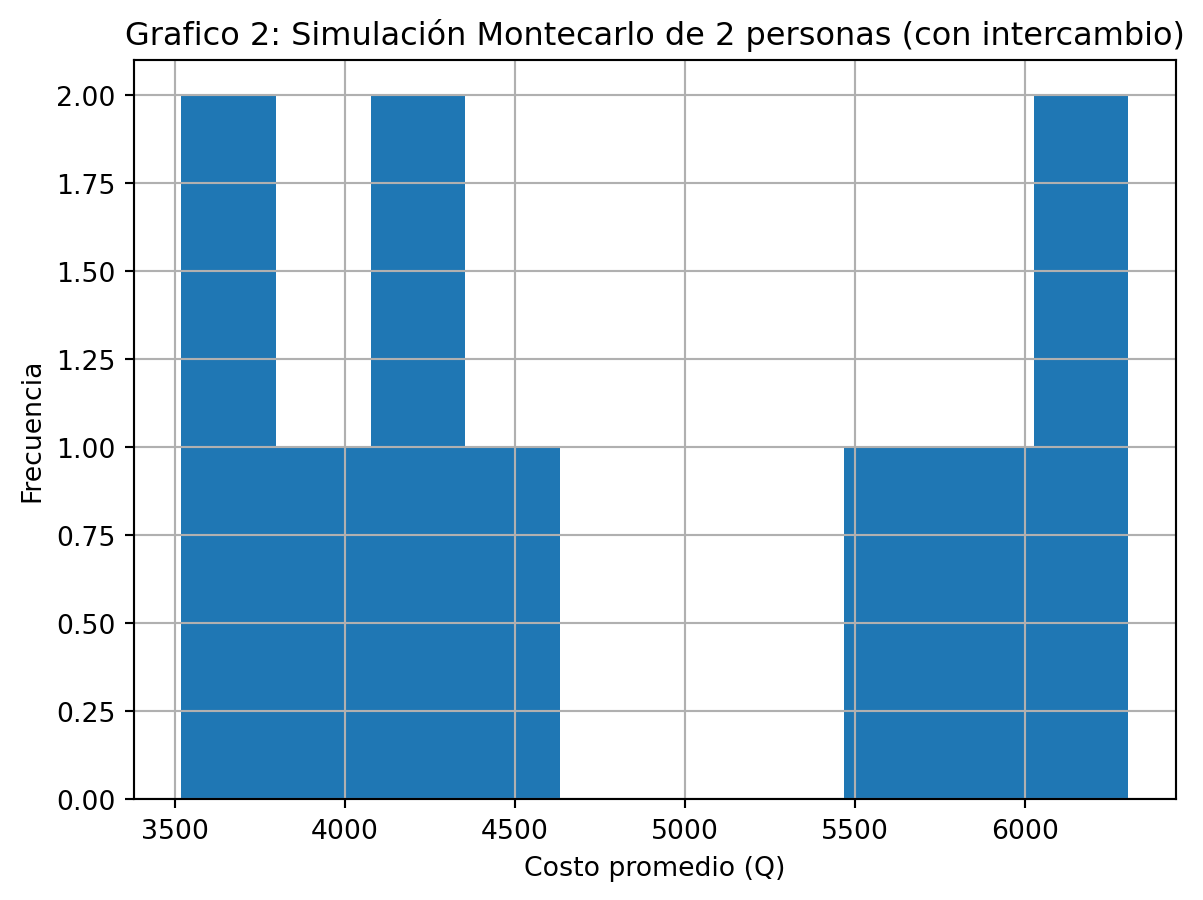 Grafico 2: Simulación Montecarlo de 2 personas (con intercambio)
2.00
1.75
1.50
1.25
1.00
0.75
0.50
0.25
0.00
Frecuencia
3500 4000 4500 5000 5500 6000
Costo promedio (Q)